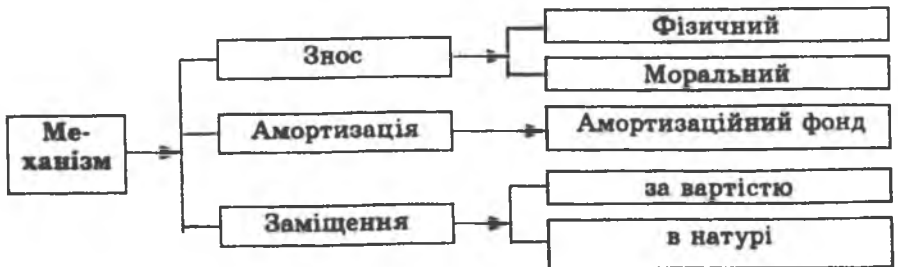 Ме-
ханізм
Знос
Фізичний
Моральний
Амортизація
Амортизаційний фонд
Заміщення
за вартістю
в натурі